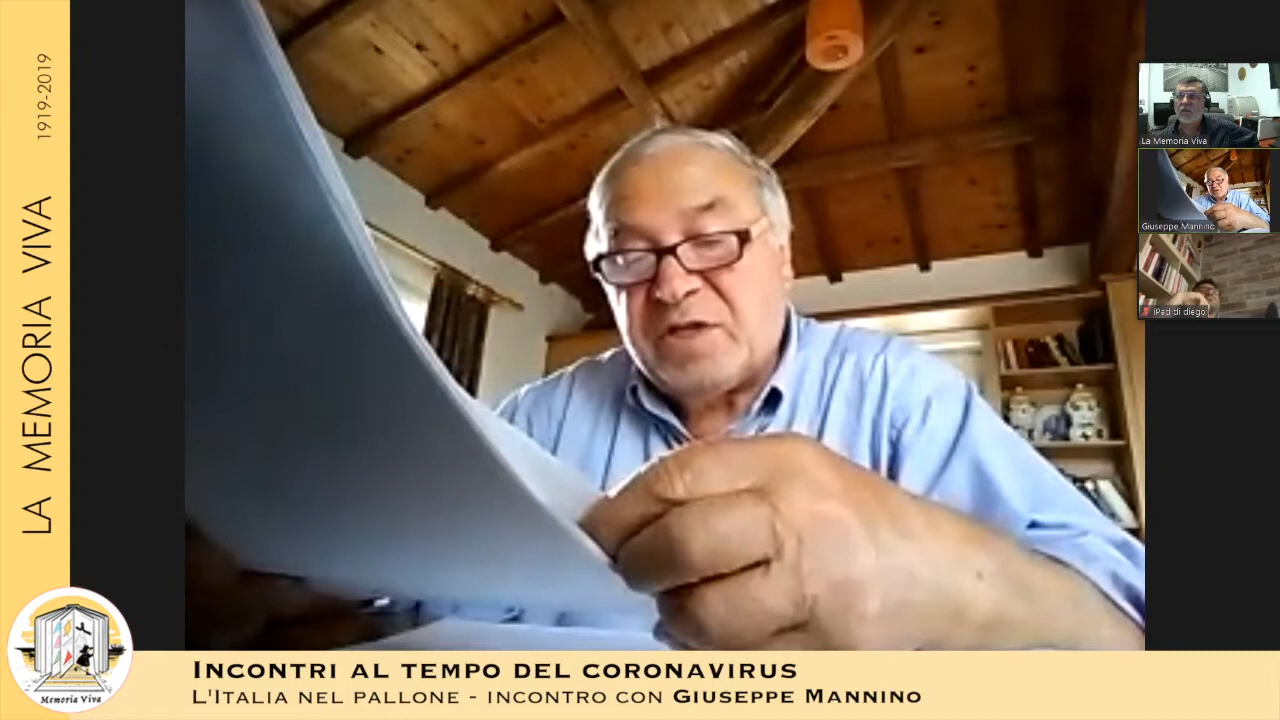 LA MEMORIA VIVA 1919-2019
Memoria Viva
INCONTRI AL TEMPO DEL CORONAVIRUS
L'ITALIA NEL PALLONE - INCONTRO CON GIUSEPPE MANNINO
La Memoria Viva
Giuseppe Mannino
iPad di diego